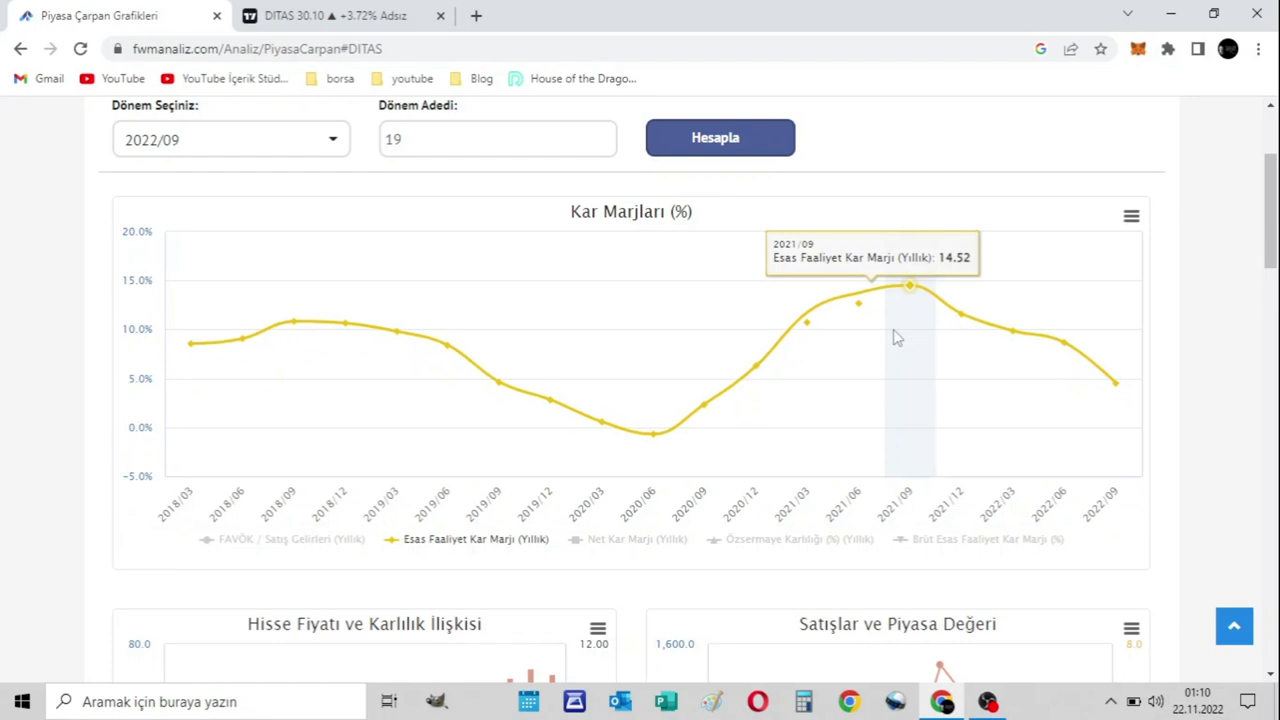 Piyasa Çarpan Grafikleri
DITAS 30.10 ▲ +3.72% Adsız
fwmanaliz.com/Analiz/PiyasaCarpan#DITAS
Gmail
YouTube
YouTube İçerik Stüd...
borsa
youtube
Blog
House of the Drago...
Dönem Seçiniz:
Dönem Adedi:
2022/09
19
Hesapla
Kar Marjları (%)
20.0%
15.0%
10.0%
5.0%
0.0%
-5.0%
2021/09
Esas Faaliyet Kar Marjı (Yıllık): 14.52
2018/03
2018/06
2018/09
2018/12
2019/03
2019/06
2019/09
2019/12
2020/03
2020/06
2020/09
2020/12
2021/03
2021/06
2021/09
2021/12
2022/03
2022/06
2022/09
FAVÖK / Satış Gelirleri (Yıllık)
Esas Faaliyet Kar Marjı (Yıllık)
Net Kar Marjı (Yıllık)
Özsermaye Karlılığı (%) (Yıllık)
Brüt Esas Faaliyet Kar Marjı (%)
Hisse Fiyatı ve Karlılık İlişkisi
80.0
12.00
Satışlar ve Piyasa Değeri
1,600.0
8.0
Aramak için buraya yazın
01:10
22.11.2022